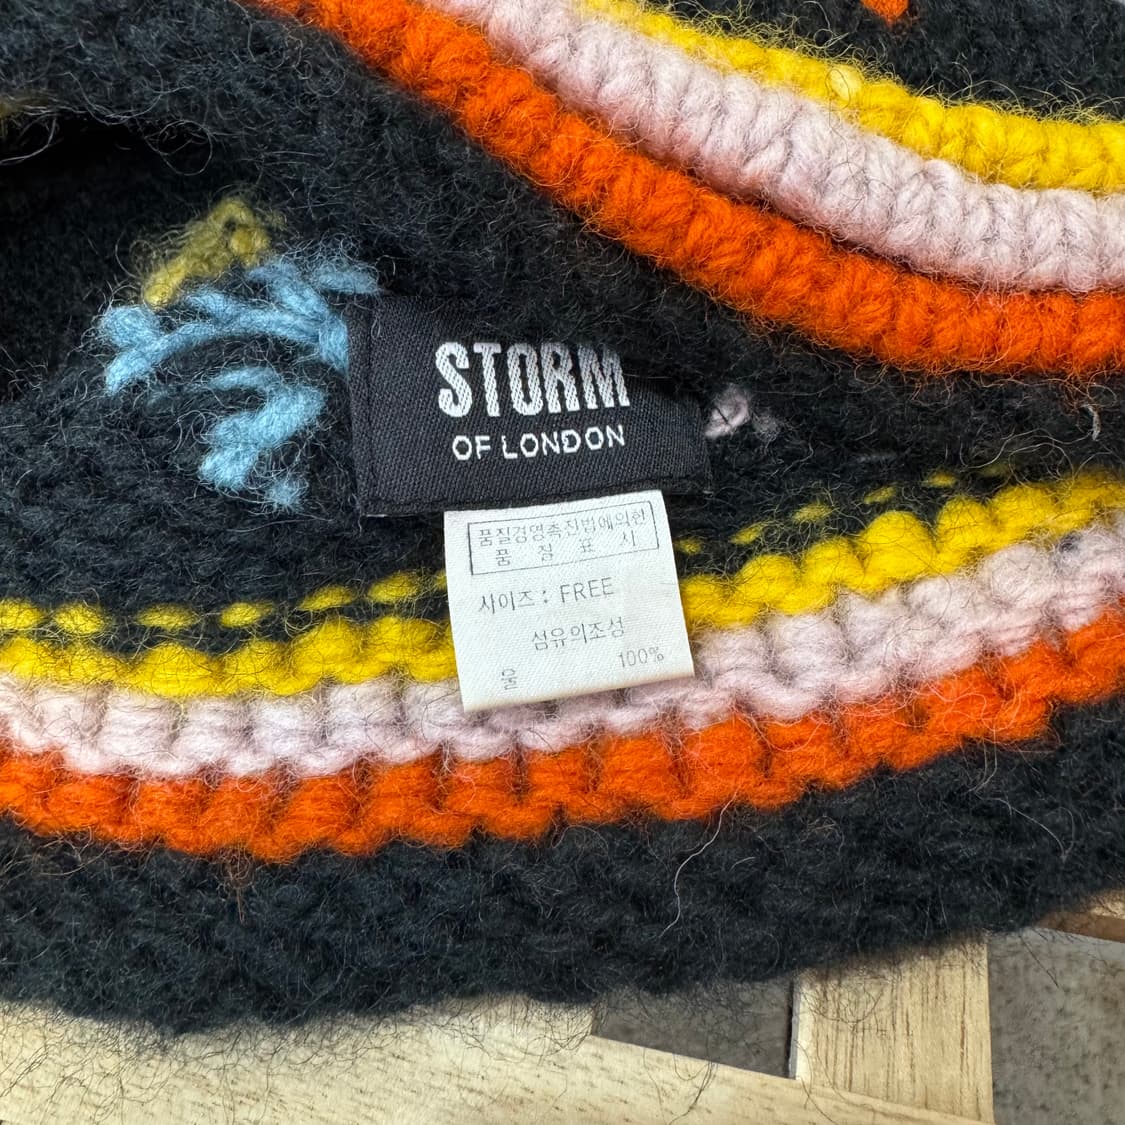 STORM
OF LONDON
품질경영촉진법에의한
품 질 표 시
사이즈 : FREE
섬유의조성
울 100%